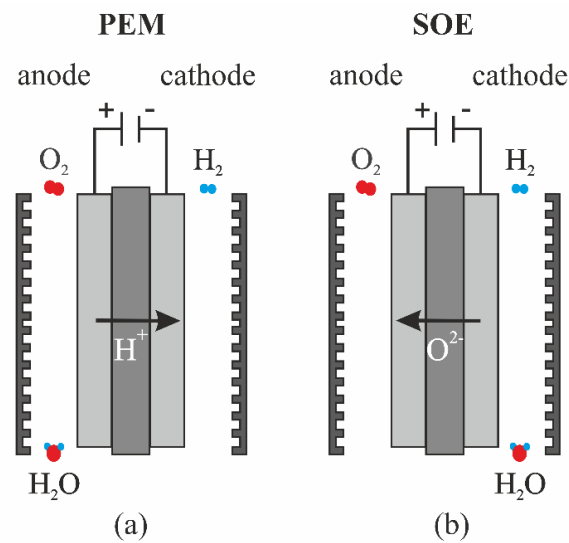 PEM
anode cathode
+ -
O₂ H₂
H⁺
H₂O
(a)
SOE
anode cathode
+ -
O₂ H₂
O²⁻
H₂O
(b)